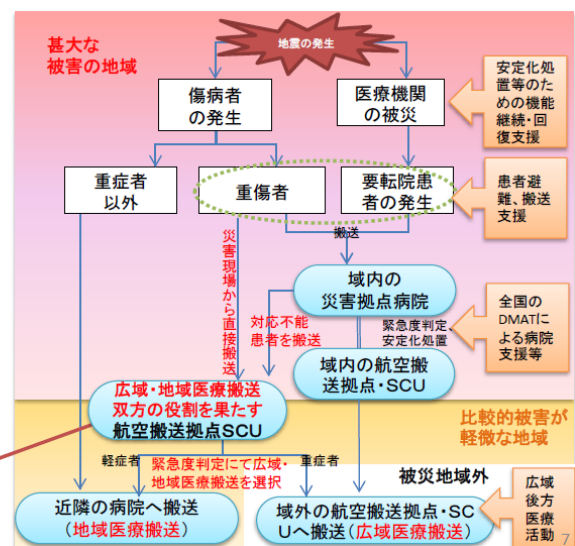 甚大な
被害の地域
地震の発生
傷病者
の発生
医療機関
の被災
安定化処
置等のた
めの機能
継続・回
復支援
重症者
以外
重傷者
要転院患
者の発生
患者避
難、搬送
支援
搬送
災害現場から直接搬送
域内の
災害拠点病院
対応不能
患者を搬送
緊急度判定、
安定化処置
全国の
DMATに
よる病院
支援等
域内の航空搬
送拠点・SCU
広域・地域医療搬送
双方の役割を果たす
航空搬送拠点SCU
比較的被害が
軽微な地域
軽症者
緊急度判定にて広域・
地域医療搬送を選択
重症者
被災地域外
近隣の病院へ搬送
(地域医療搬送)
域外の航空搬送拠点・SC
Uへ搬送(広域医療搬送)
広域
後方
医療
活動
7